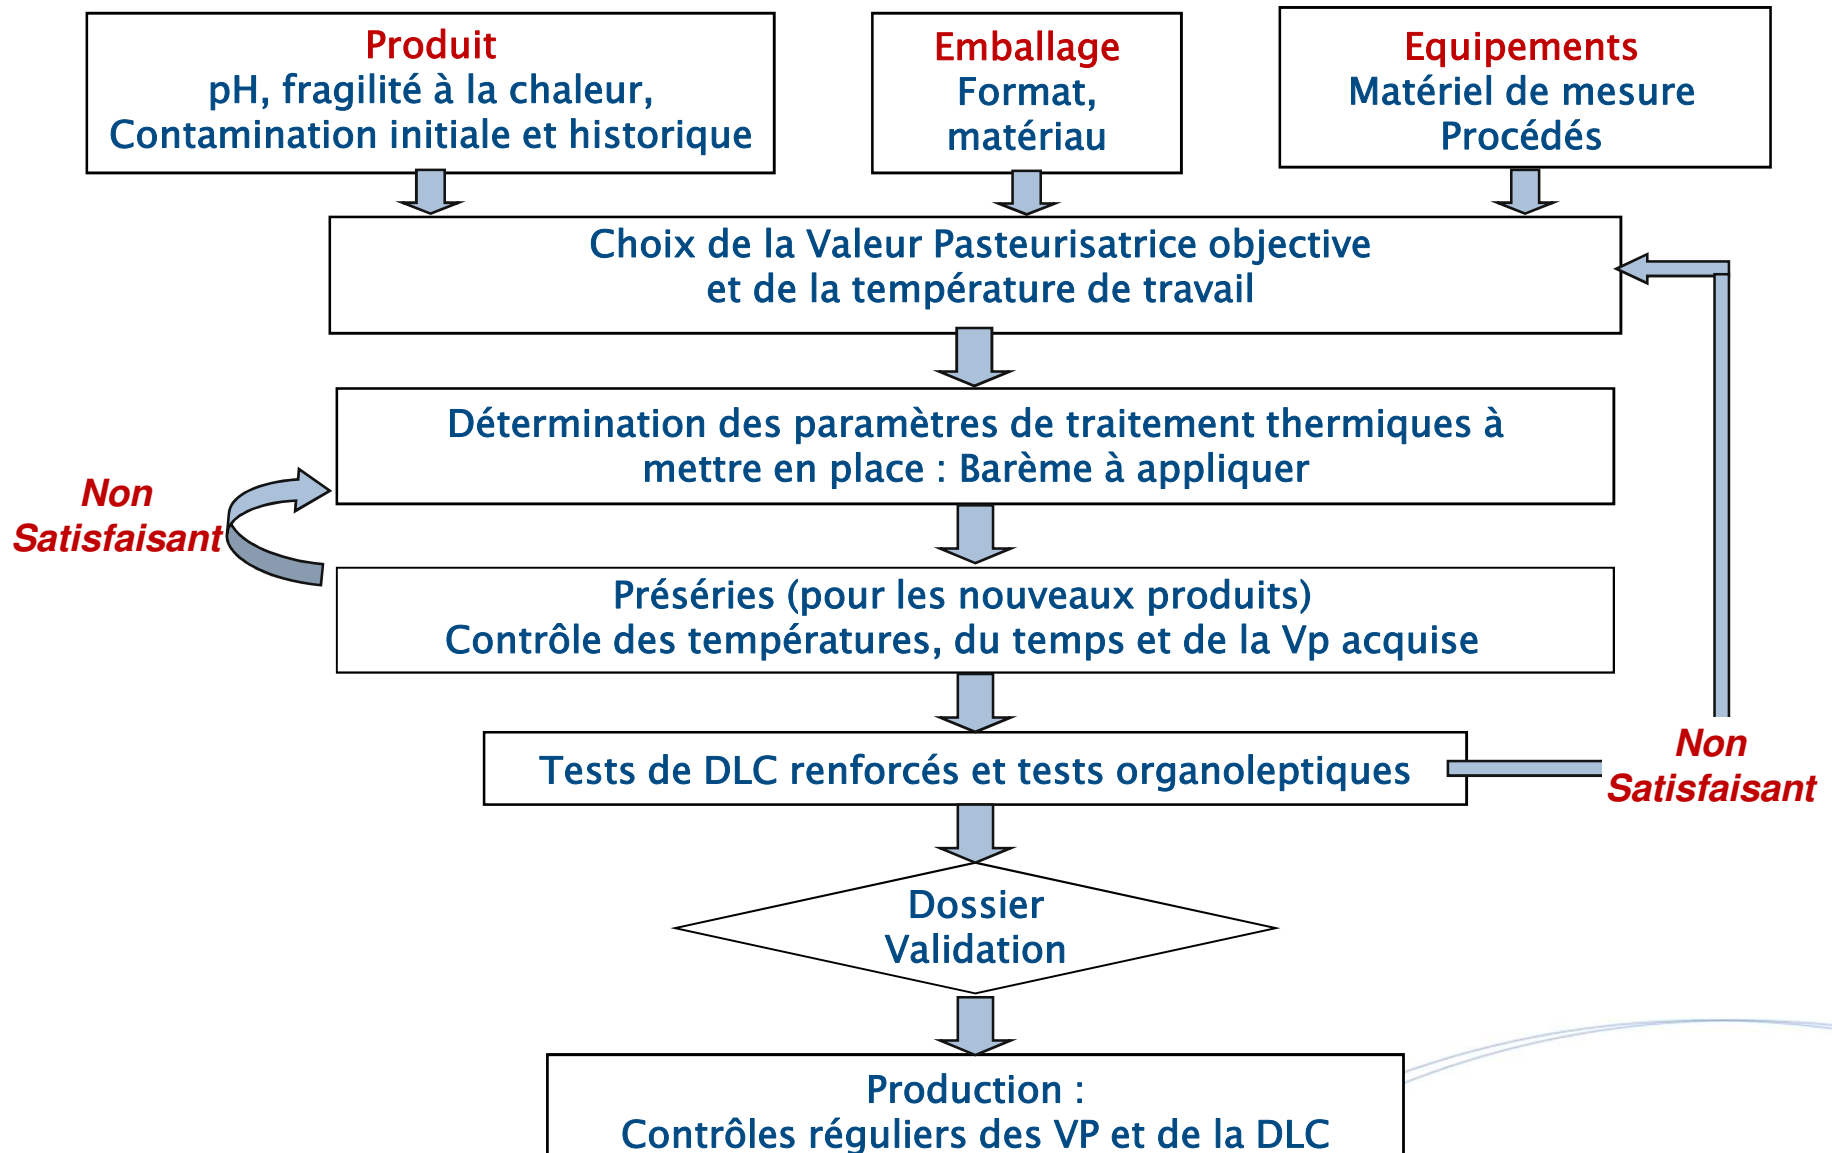 Produit
pH, fragilité à la chaleur,
Contamination initiale et historique
Emballage
Format,
matériau
Equipements
Matériel de mesure
Procédés
Choix de la Valeur Pasteurisatrice objective
et de la température de travail
Détermination des paramètres de traitement thermiques à
mettre en place : Barème à appliquer
Non
Satisfaisant
Préséries (pour les nouveaux produits)
Contrôle des températures, du temps et de la Vp acquise
Tests de DLC renforcés et tests organoleptiques
Non
Satisfaisant
Dossier
Validation
Production :
Contrôles réguliers des VP et de la DLC